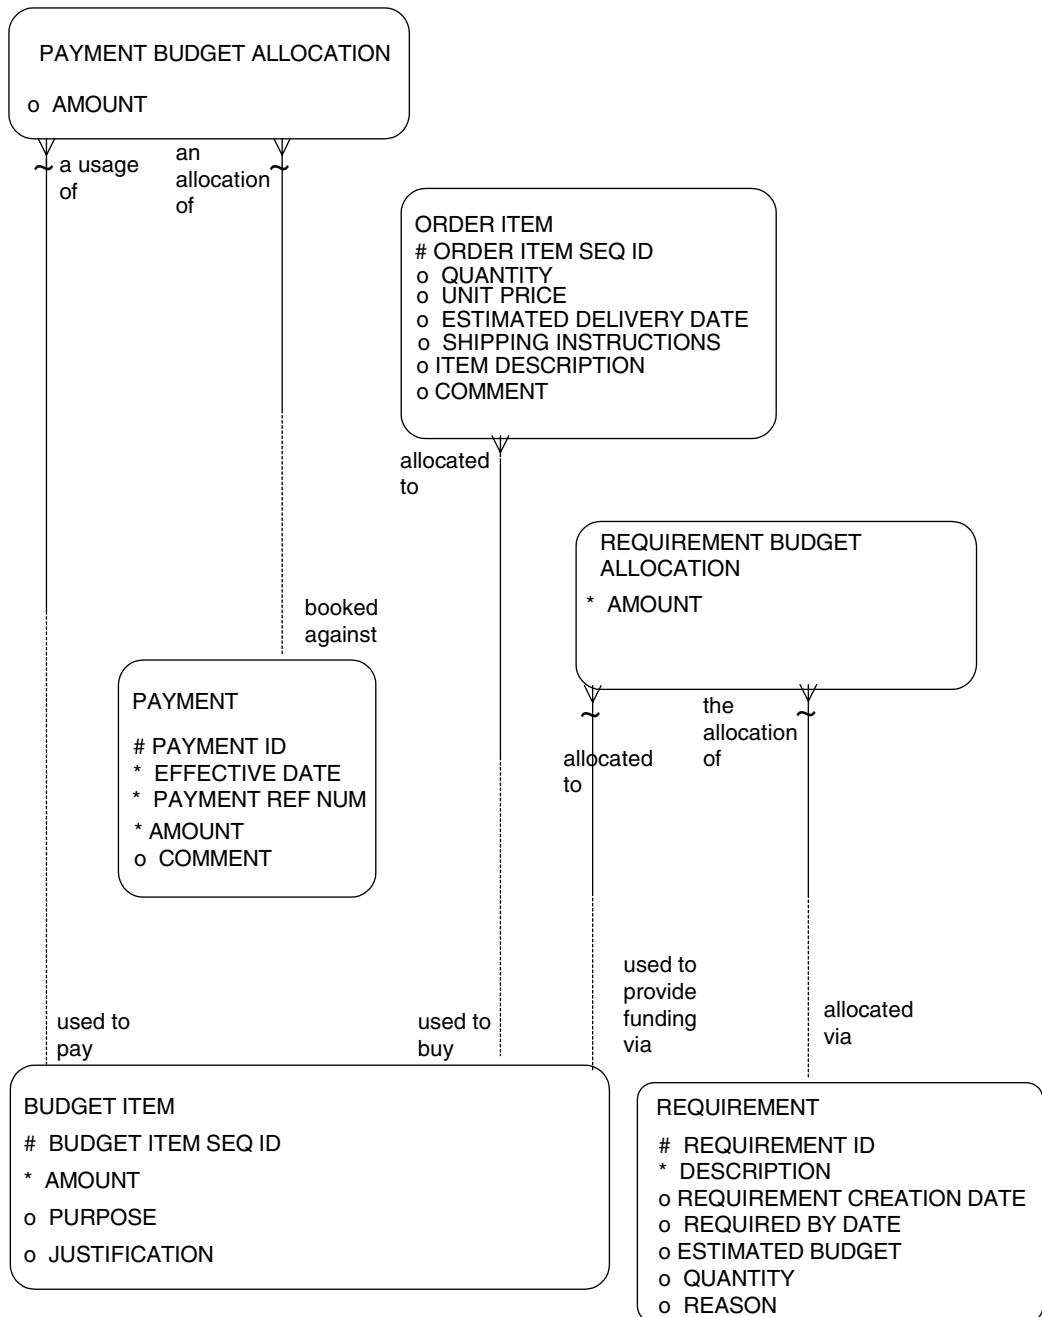 PAYMENT BUDGET ALLOCATION
o AMOUNT
a usage
of
an
allocation
of
ORDER ITEM
# ORDER ITEM SEQ ID
o QUANTITY
o UNIT PRICE
o ESTIMATED DELIVERY DATE
o SHIPPING INSTRUCTIONS
o ITEM DESCRIPTION
o COMMENT
allocated
to
REQUIREMENT BUDGET
ALLOCATION
* AMOUNT
booked
against
PAYMENT
# PAYMENT ID
* EFFECTIVE DATE
* PAYMENT REF NUM
* AMOUNT
o COMMENT
allocated
to
the
allocation
of
used to
pay
used to
buy
used to
provide
funding
via
allocated
via
BUDGET ITEM
# BUDGET ITEM SEQ ID
* AMOUNT
o PURPOSE
o JUSTIFICATION
REQUIREMENT
# REQUIREMENT ID
* DESCRIPTION
o REQUIREMENT CREATION DATE
o REQUIRED BY DATE
o ESTIMATED BUDGET
o QUANTITY
o REASON